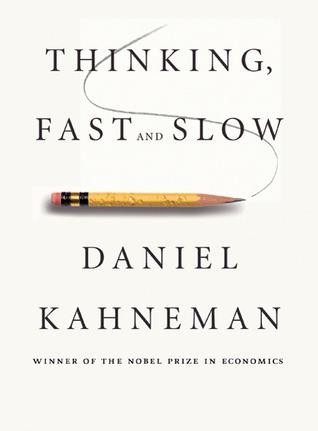 THINKING,
FAST AND SLOW
DANIEL
KAHNEMAN
WINNER OF THE NOBEL PRIZE IN ECONOMICS